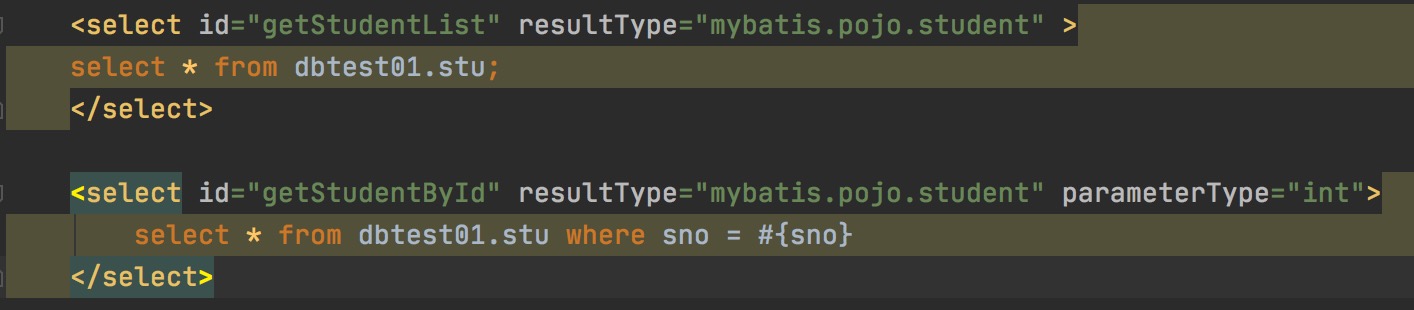 <select id="getStudentList" resultType="mybatis.pojo.student" >
select * from dbtest01.stu;
</select>
<select id="getStudentById" resultType="mybatis.pojo.student" parameterType="int">
select * from dbtest01.stu where sno = #{sno}
</select>